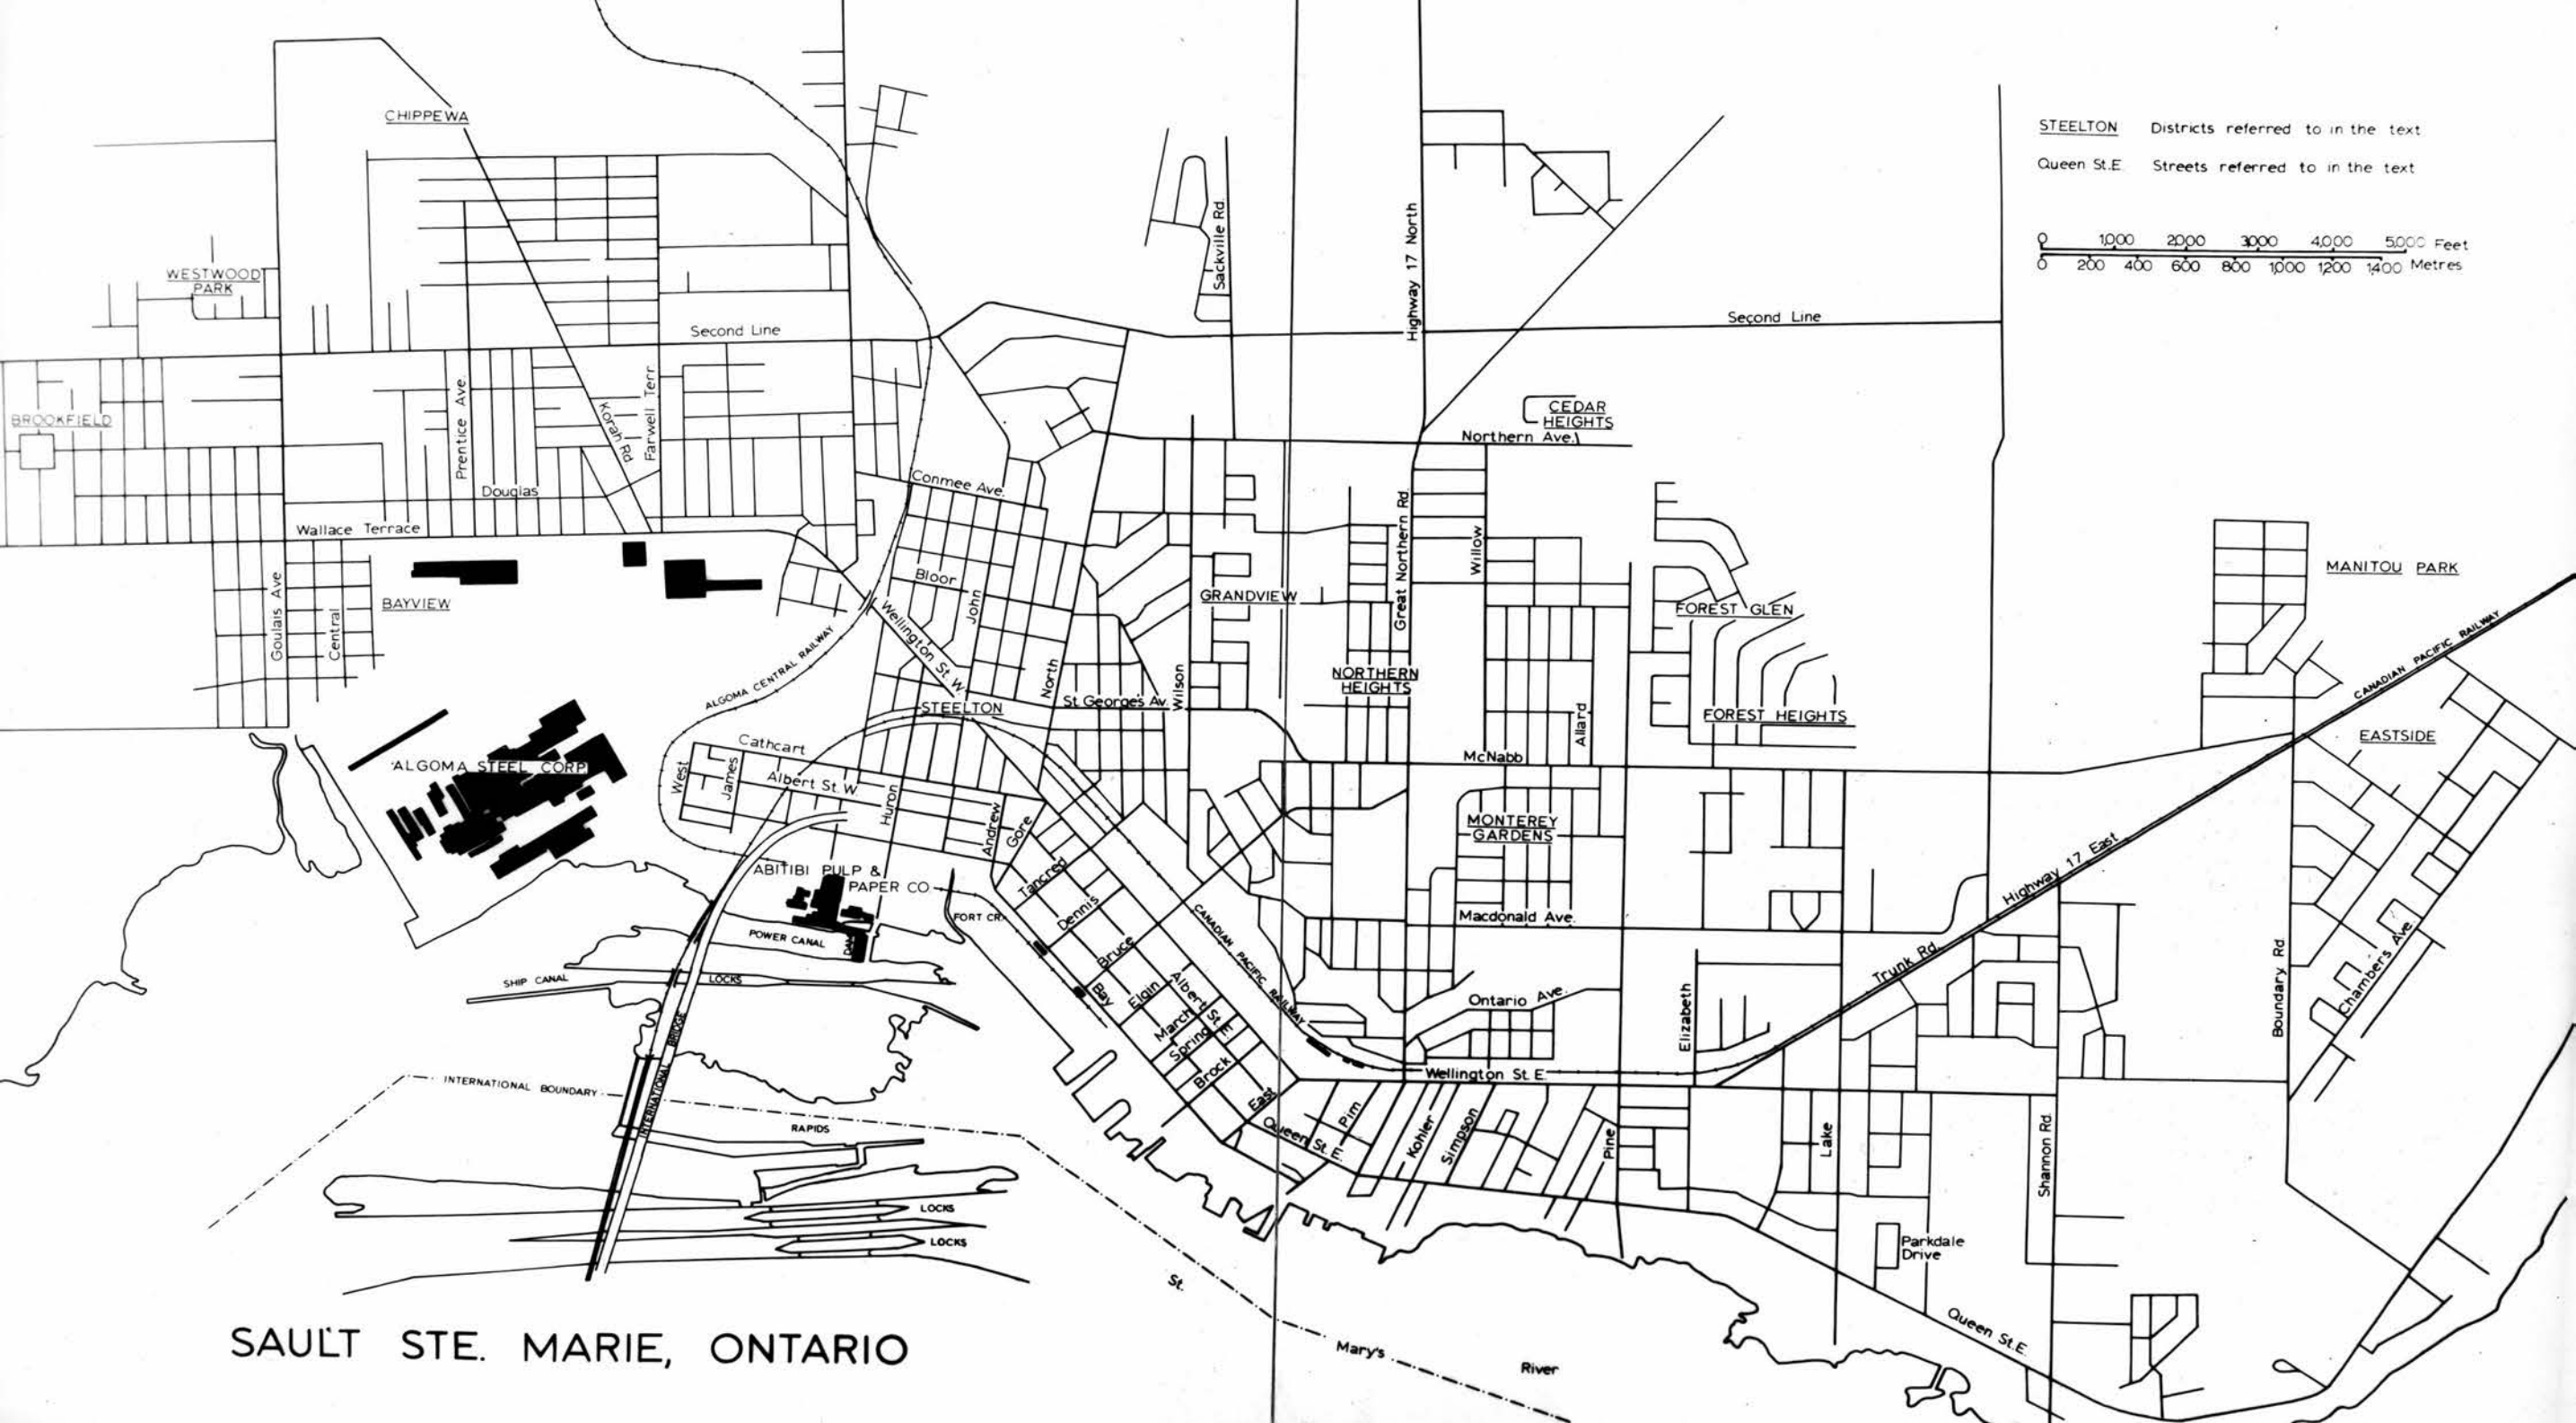 CHIPPEWA
STEELTON Districts referred to in the text
Queen St.E. Streets referred to in the text
0 1,000 2,000 3,000 4,000 5,000 Feet
0 200 400 600 800 1,000 1,200 1,400 Metres
WESTWOOD
PARK
Sackville Rd.
Highway 17 North
Second Line
Second Line
BROOKFIELD
Prentice Ave.
Korah Rd
Farwell Terr.
CEDAR
HEIGHTS
Northern Ave.
Conmee Ave.
Douglas
Wallace Terrace
Great Northern Rd.
Willow
Goulais Ave
Central
BAYVIEW
Bloor
John
Wellington St. W.
GRANDVIEW
FOREST GLEN
MANITOU PARK
CANADIAN PACIFIC RAILWAY
ALGOMA CENTRAL RAILWAY
North
Wilson
NORTHERN
HEIGHTS
STEELTON
St. George's Av.
Allard
FOREST HEIGHTS
EASTSIDE
ALGOMA STEEL CORP.
Cathcart
West
James
Albert St. W.
Huron
Andrew
Gore
McNabb
MONTEREY
GARDENS
Highway 17 East
ABITIBI PULP &
PAPER CO
FORT CR.
Tancred
Dennis
Bruce
CANADIAN PACIFIC RAILWAY
Macdonald Ave.
Trunk Rd.
Boundary Rd
Chambers Ave
POWER CANAL
DAM
SHIP CANAL
LOCKS
Bay
Elgin
Albert St. E.
March
Spring
Brock
East
Ontario Ave.
Elizabeth
INTERNATIONAL BRIDGE
INTERNATIONAL BOUNDARY
Wellington St. E.
RAPIDS
Queen St. E.
Pim
Kohler
Simpson
Pine
Lake
Shannon Rd.
LOCKS
LOCKS
Parkdale
Drive
Queen St.E.
St.
Mary's
River
SAULT STE. MARIE, ONTARIO